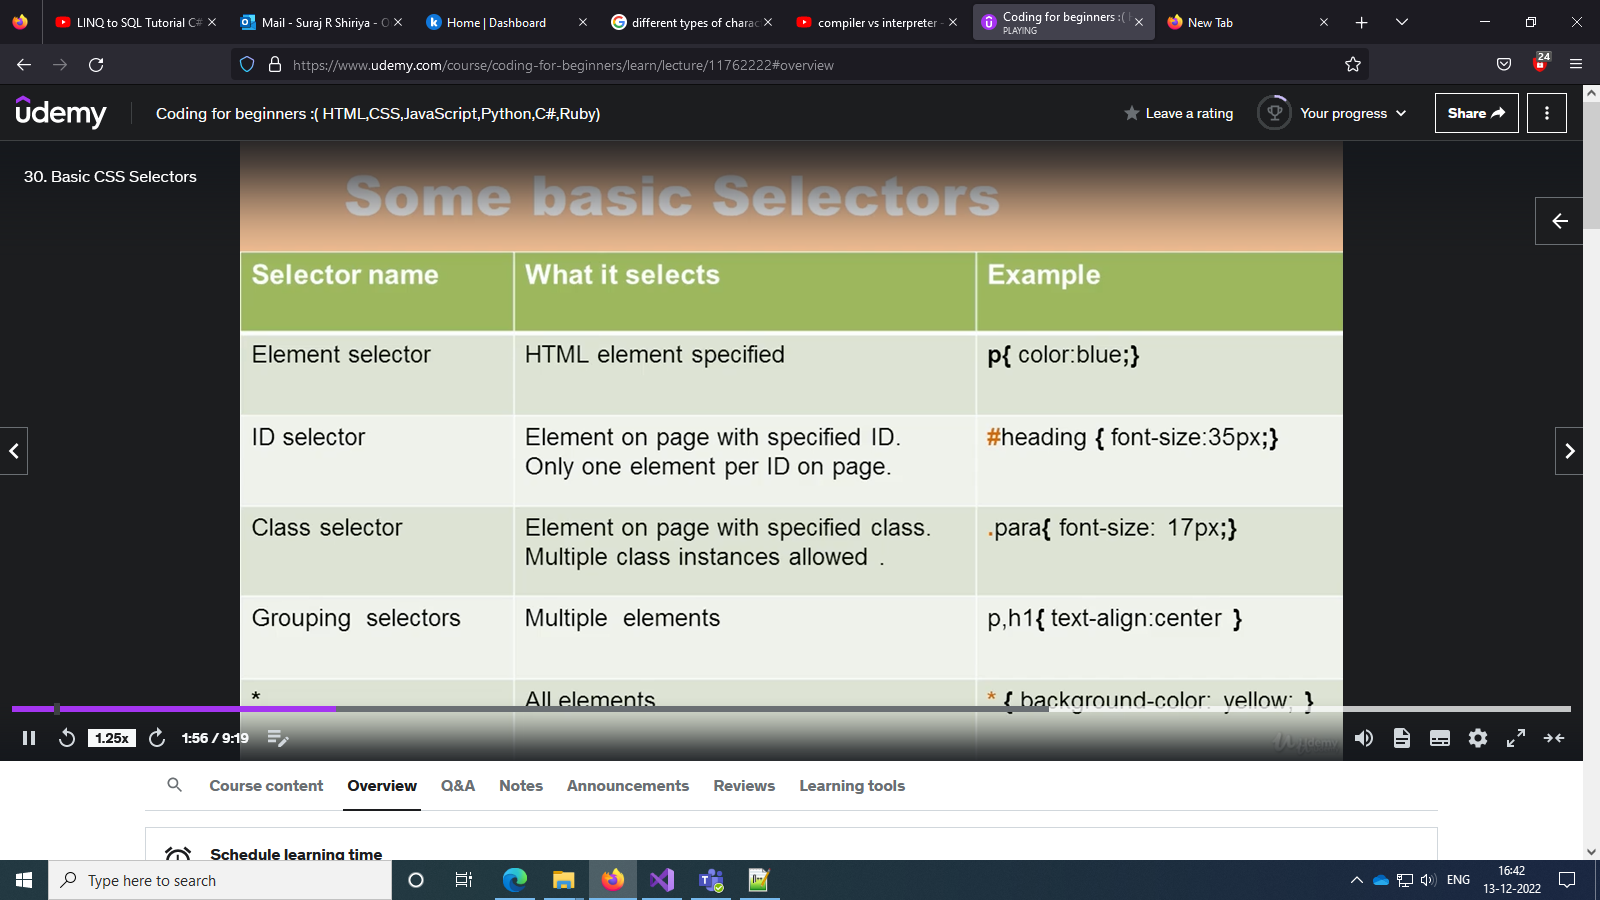 LINQ to SQL Tutorial C#
Mail - Suraj R Shiriya - O
Home | Dashboard
different types of charac
compiler vs interpreter -
Coding for beginners :(
PLAYING
New Tab
https://www.udemy.com/course/coding-for-beginners/learn/lecture/11762222#overview
24
udemy
Coding for beginners :( HTML,CSS,JavaScript,Python,C#,Ruby)
Leave a rating
Your progress
Share
30. Basic CSS Selectors
Some basic Selectors
Selector name What it selects Example
Element selector HTML element specified p{ color:blue;}
ID selector Element on page with specified ID. #heading { font-size:35px;}
Only one element per ID on page.
Class selector Element on page with specified class. .para{ font-size: 17px;}
Multiple class instances allowed .
Grouping selectors Multiple elements p,h1{ text-align:center }
* All elements * { background-color: yellow; }
1.25x
1:56 / 9:19
Udemy
Course content Overview Q&A Notes Announcements Reviews Learning tools
Schedule learning time
Type here to search
ENG
16:42
13-12-2022